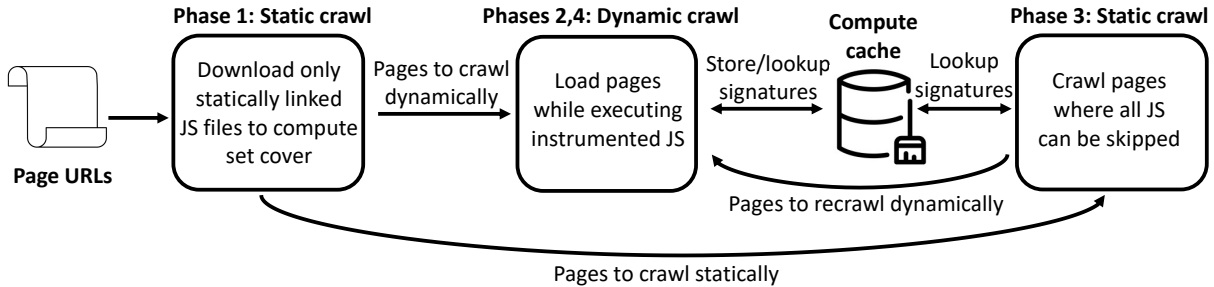 Phase 1: Static crawl
Phases 2,4: Dynamic crawl
Compute
cache
Phase 3: Static crawl
Page URLs
Download only
statically linked
JS files to compute
set cover
Pages to crawl
dynamically
Load pages
while executing
instrumented JS
Store/lookup
signatures
Lookup
signatures
Crawl pages
where all JS
can be skipped
Pages to recrawl dynamically
Pages to crawl statically